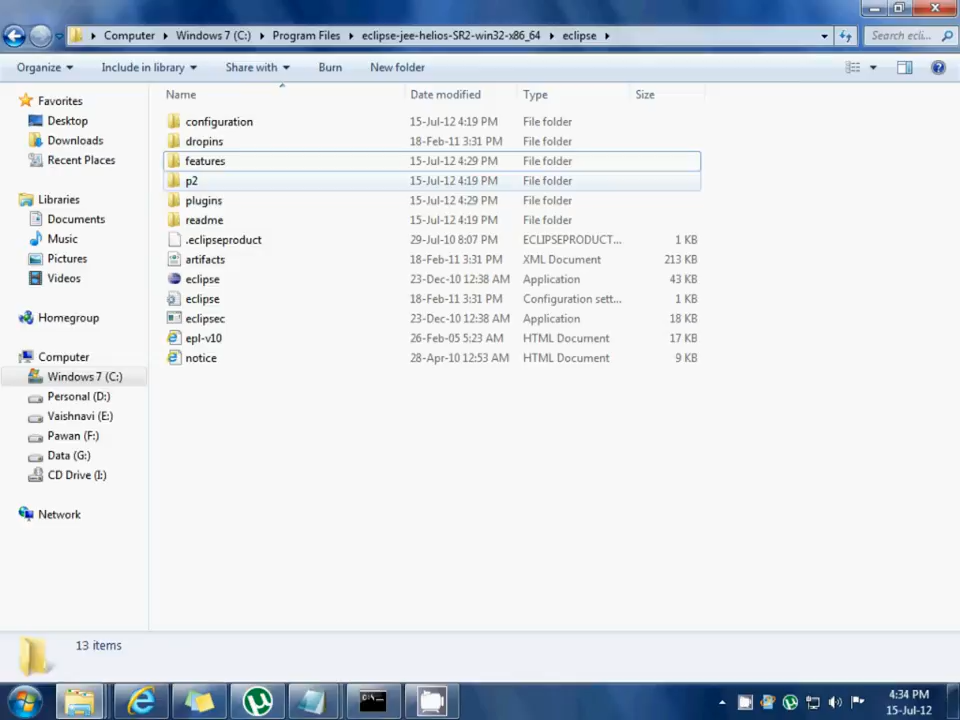 Computer ▸ Windows 7 (C:) ▸ Program Files ▸ eclipse-jee-helios-SR2-win32-x86_64 ▸ eclipse ▸ Search ecli...
Organize Include in library Share with Burn New folder
Name Date modified Type Size
Favorites
Desktop
Downloads
Recent Places
Libraries
Documents
Music
Pictures
Videos
Homegroup
Computer
Windows 7 (C:)
Personal (D:)
Vaishnavi (E:)
Pawan (F:)
Data (G:)
CD Drive (I:)
Network
configuration 15-Jul-12 4:19 PM File folder
dropins 18-Feb-11 3:31 PM File folder
features 15-Jul-12 4:29 PM File folder
p2 15-Jul-12 4:19 PM File folder
plugins 15-Jul-12 4:29 PM File folder
readme 15-Jul-12 4:19 PM File folder
.eclipseproduct 29-Jul-10 8:07 PM ECLIPSEPRODUCT... 1 KB
artifacts 18-Feb-11 3:31 PM XML Document 213 KB
eclipse 23-Dec-10 12:38 AM Application 43 KB
eclipse 18-Feb-11 3:31 PM Configuration sett... 1 KB
eclipsec 23-Dec-10 12:38 AM Application 18 KB
epl-v10 26-Feb-05 5:23 AM HTML Document 17 KB
notice 28-Apr-10 12:53 AM HTML Document 9 KB
13 items
4:34 PM
15-Jul-12